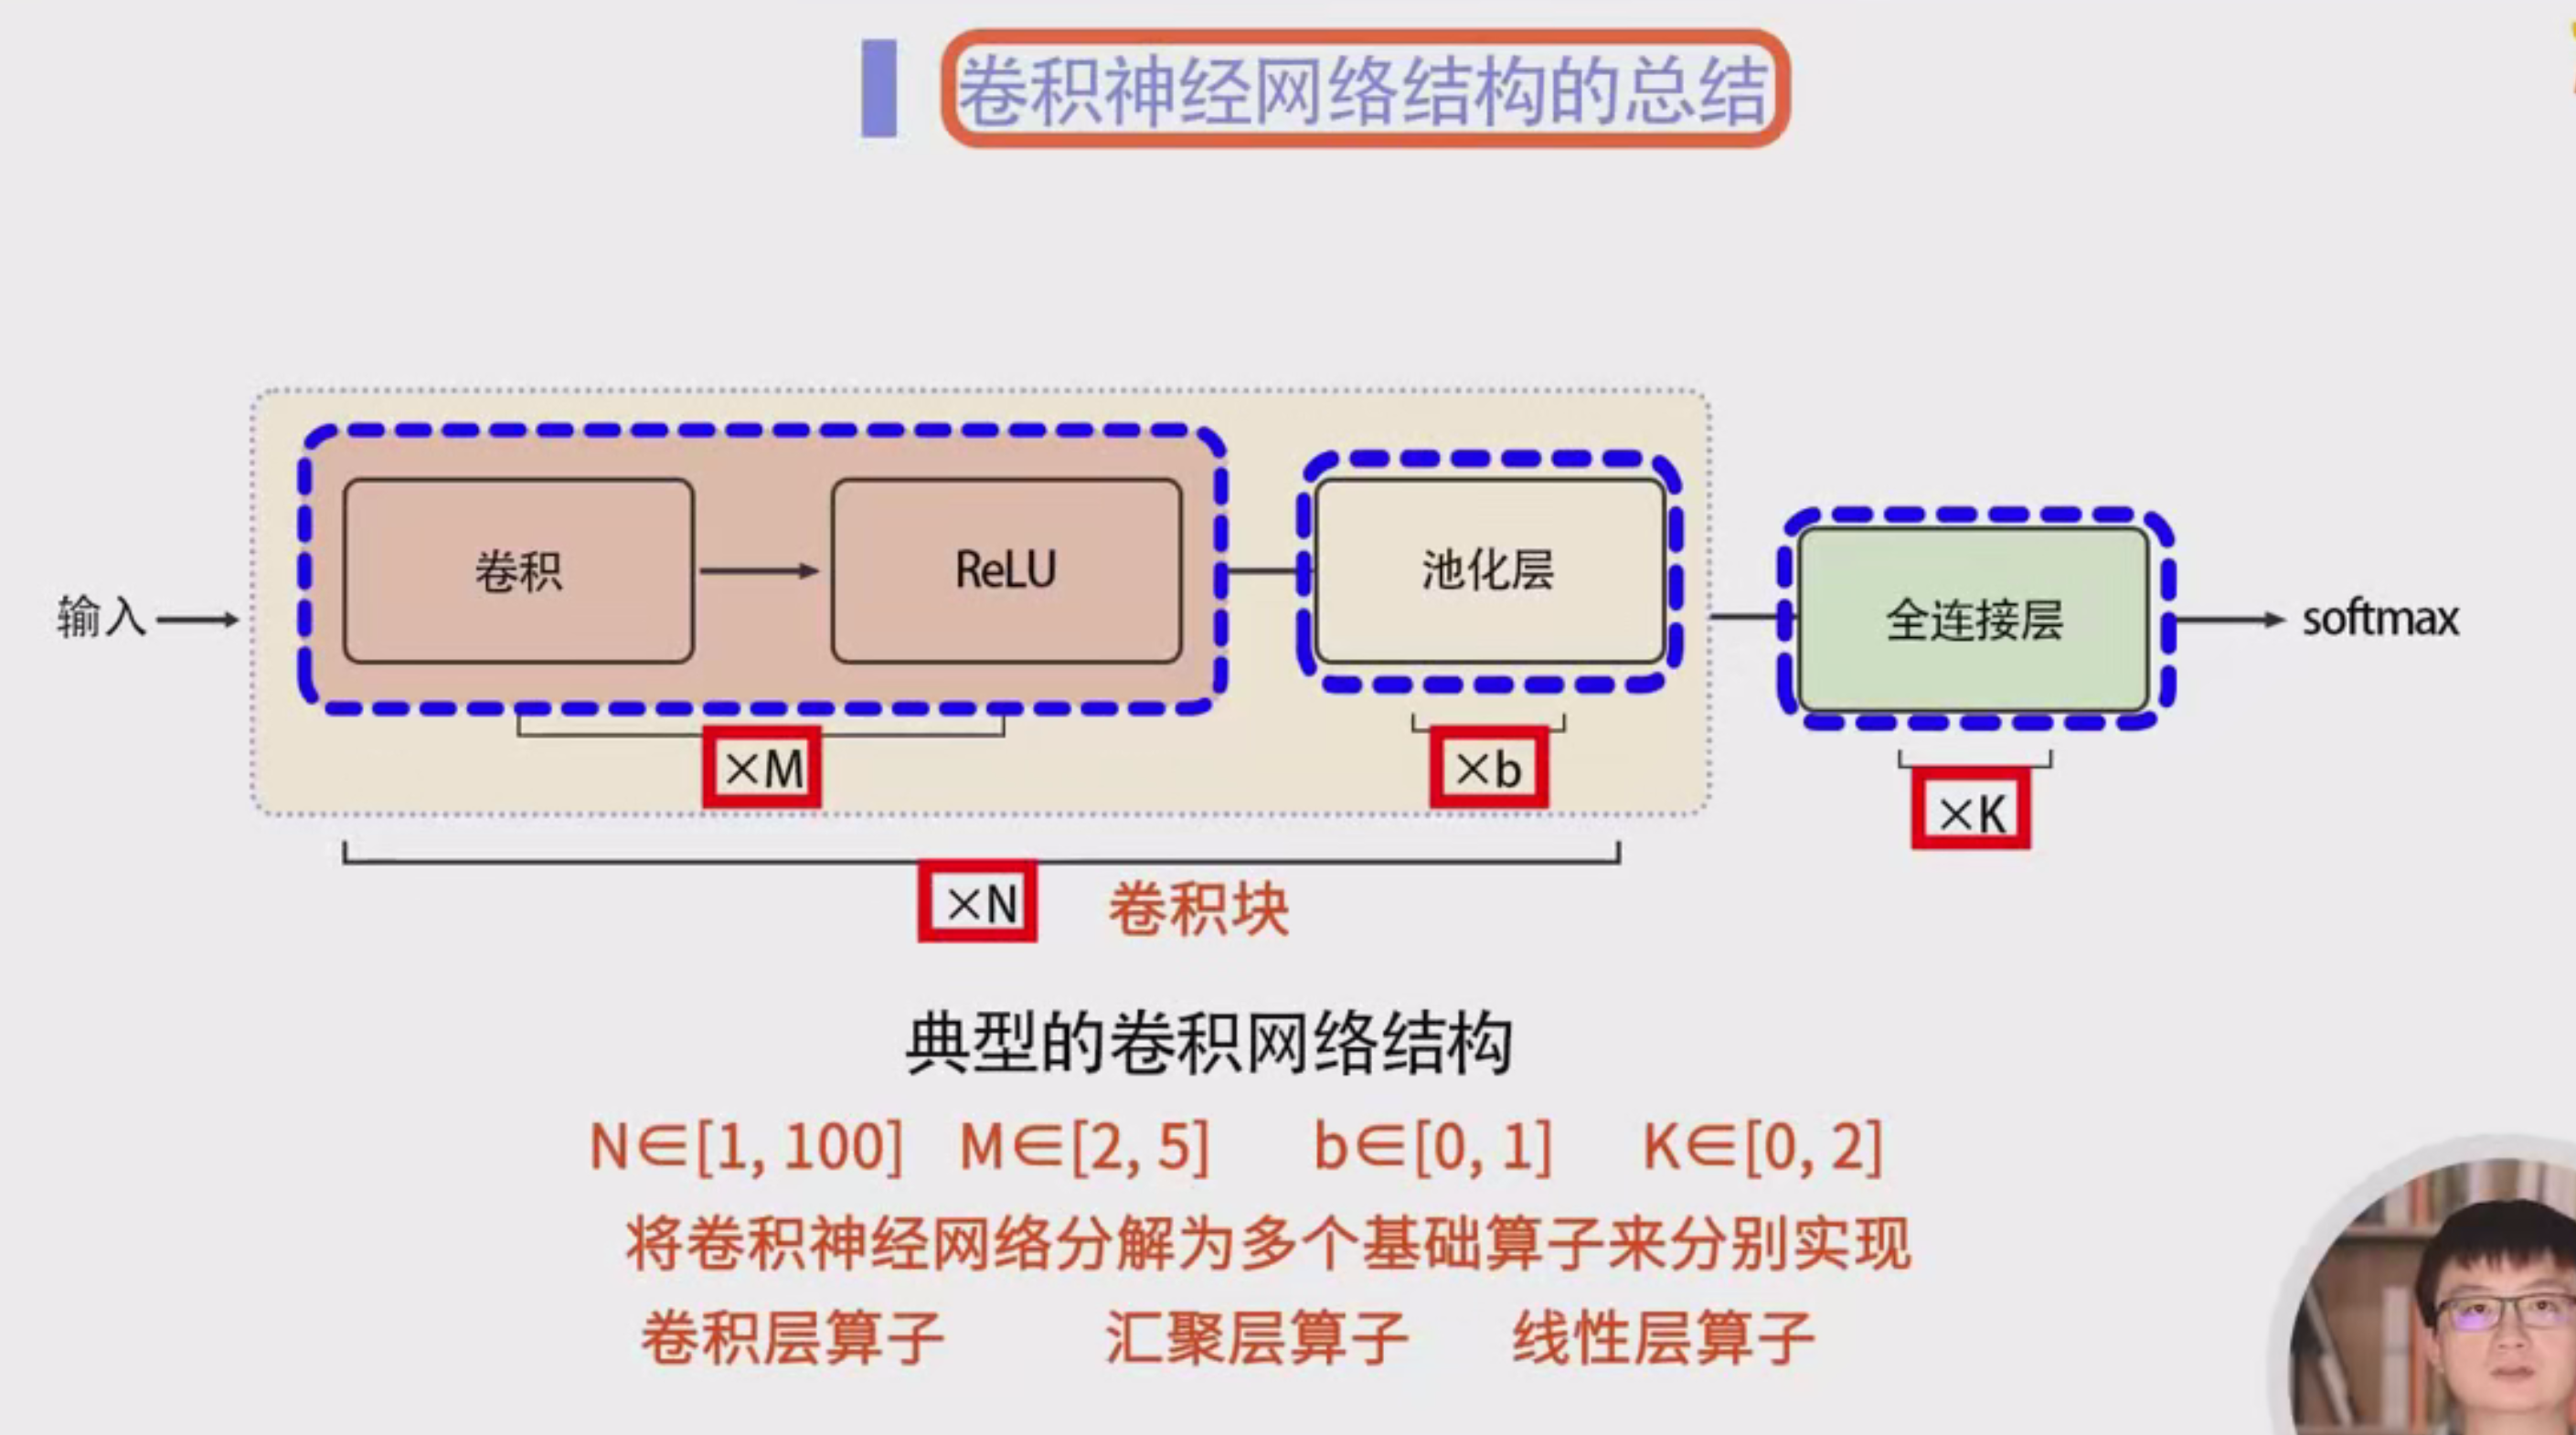 卷积神经网络结构的总结
输入
卷积
ReLU
池化层
全连接层
softmax
×M
×b
×K
×N
卷积块
典型的卷积网络结构
N∈[1, 100] M∈[2, 5] b∈[0, 1] K∈[0, 2]
将卷积神经网络分解为多个基础算子来分别实现
卷积层算子 汇聚层算子 线性层算子